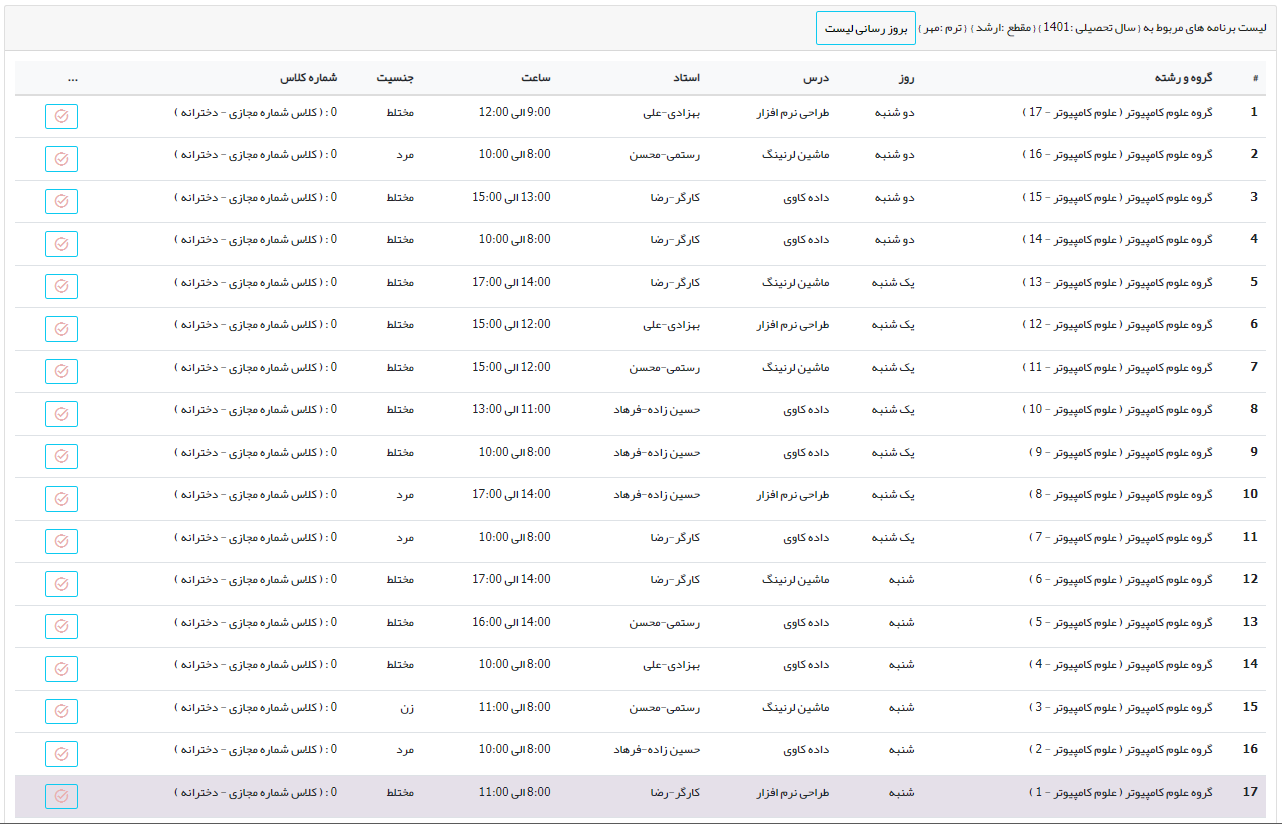 لیست برنامه های مربوط به { سال تحصیلی :1401 } { مقطع :ارشد } { ترم :مهر } بروز رسانی لیست
# گروه و رشته روز درس استاد ساعت جنسیت شماره کلاس ...
1 گروه علوم کامپیوتر ( علوم کامپیوتر - 17 ) دو شنبه طراحی نرم افزار بهزادی-علی 9:00 الی 12:00 مختلط 0 : ( کلاس شماره مجازی - دخترانه )
2 گروه علوم کامپیوتر ( علوم کامپیوتر - 16 ) دو شنبه ماشین لرنینگ رستمی-محسن 8:00 الی 10:00 مرد 0 : ( کلاس شماره مجازی - دخترانه )
3 گروه علوم کامپیوتر ( علوم کامپیوتر - 15 ) دو شنبه داده کاوی کارگر-رضا 13:00 الی 15:00 مختلط 0 : ( کلاس شماره مجازی - دخترانه )
4 گروه علوم کامپیوتر ( علوم کامپیوتر - 14 ) دو شنبه داده کاوی کارگر-رضا 8:00 الی 10:00 مختلط 0 : ( کلاس شماره مجازی - دخترانه )
5 گروه علوم کامپیوتر ( علوم کامپیوتر - 13 ) یک شنبه ماشین لرنینگ کارگر-رضا 14:00 الی 17:00 مختلط 0 : ( کلاس شماره مجازی - دخترانه )
6 گروه علوم کامپیوتر ( علوم کامپیوتر - 12 ) یک شنبه طراحی نرم افزار بهزادی-علی 12:00 الی 15:00 مختلط 0 : ( کلاس شماره مجازی - دخترانه )
7 گروه علوم کامپیوتر ( علوم کامپیوتر - 11 ) یک شنبه ماشین لرنینگ رستمی-محسن 12:00 الی 15:00 مختلط 0 : ( کلاس شماره مجازی - دخترانه )
8 گروه علوم کامپیوتر ( علوم کامپیوتر - 10 ) یک شنبه داده کاوی حسین زاده-فرهاد 11:00 الی 13:00 مختلط 0 : ( کلاس شماره مجازی - دخترانه )
9 گروه علوم کامپیوتر ( علوم کامپیوتر - 9 ) یک شنبه داده کاوی حسین زاده-فرهاد 8:00 الی 10:00 مختلط 0 : ( کلاس شماره مجازی - دخترانه )
10 گروه علوم کامپیوتر ( علوم کامپیوتر - 8 ) یک شنبه طراحی نرم افزار حسین زاده-فرهاد 14:00 الی 17:00 مرد 0 : ( کلاس شماره مجازی - دخترانه )
11 گروه علوم کامپیوتر ( علوم کامپیوتر - 7 ) یک شنبه داده کاوی کارگر-رضا 8:00 الی 10:00 مرد 0 : ( کلاس شماره مجازی - دخترانه )
12 گروه علوم کامپیوتر ( علوم کامپیوتر - 6 ) شنبه ماشین لرنینگ کارگر-رضا 14:00 الی 17:00 مختلط 0 : ( کلاس شماره مجازی - دخترانه )
13 گروه علوم کامپیوتر ( علوم کامپیوتر - 5 ) شنبه داده کاوی رستمی-محسن 14:00 الی 16:00 مختلط 0 : ( کلاس شماره مجازی - دخترانه )
14 گروه علوم کامپیوتر ( علوم کامپیوتر - 4 ) شنبه داده کاوی بهزادی-علی 8:00 الی 10:00 مختلط 0 : ( کلاس شماره مجازی - دخترانه )
15 گروه علوم کامپیوتر ( علوم کامپیوتر - 3 ) شنبه ماشین لرنینگ رستمی-محسن 8:00 الی 11:00 زن 0 : ( کلاس شماره مجازی - دخترانه )
16 گروه علوم کامپیوتر ( علوم کامپیوتر - 2 ) شنبه داده کاوی حسین زاده-فرهاد 8:00 الی 10:00 مرد 0 : ( کلاس شماره مجازی - دخترانه )
17 گروه علوم کامپیوتر ( علوم کامپیوتر - 1 ) شنبه طراحی نرم افزار کارگر-رضا 8:00 الی 11:00 مختلط 0 : ( کلاس شماره مجازی - دخترانه )